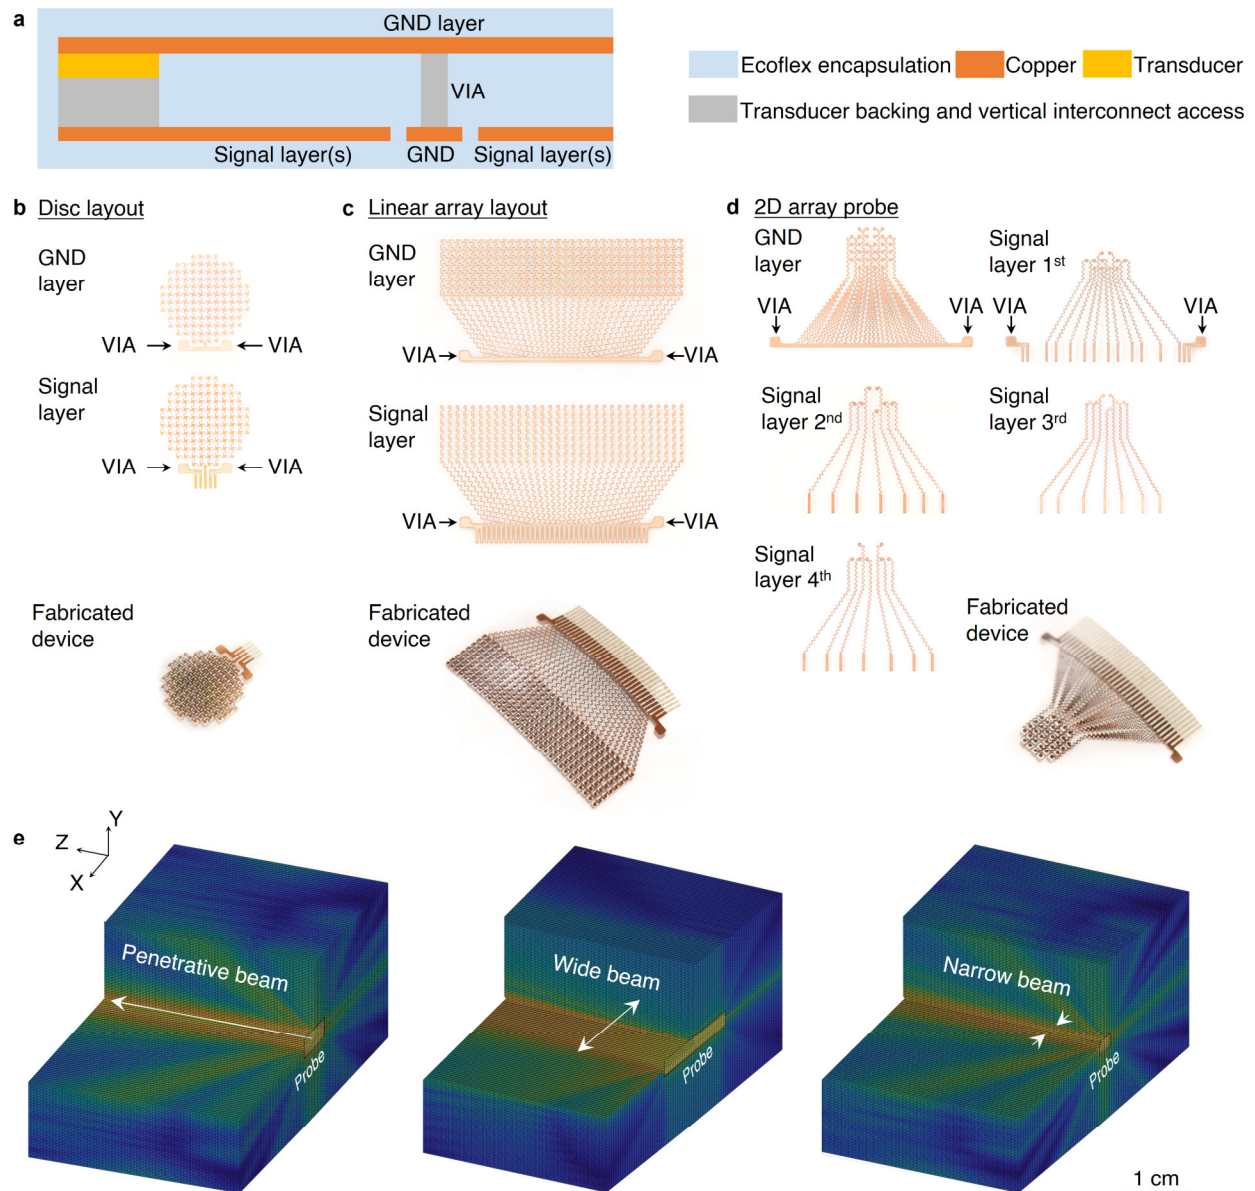 a
GND layer
VIA
Signal layer(s)
GND
Signal layer(s)
Ecoflex encapsulation
Copper
Transducer
Transducer backing and vertical interconnect access
b Disc layout
GND
layer
VIA
VIA
Signal
layer
VIA
VIA
Fabricated
device
c Linear array layout
GND
layer
VIA
VIA
Signal
layer
VIA
VIA
Fabricated
device
d 2D array probe
GND
layer
VIA
VIA
Signal
layer 1st
VIA
VIA
Signal
layer 2nd
Signal
layer 3rd
Signal
layer 4th
Fabricated
device
e
Y
Z
X
Penetrative beam
Probe
Wide beam
Probe
Narrow beam
Probe
1 cm